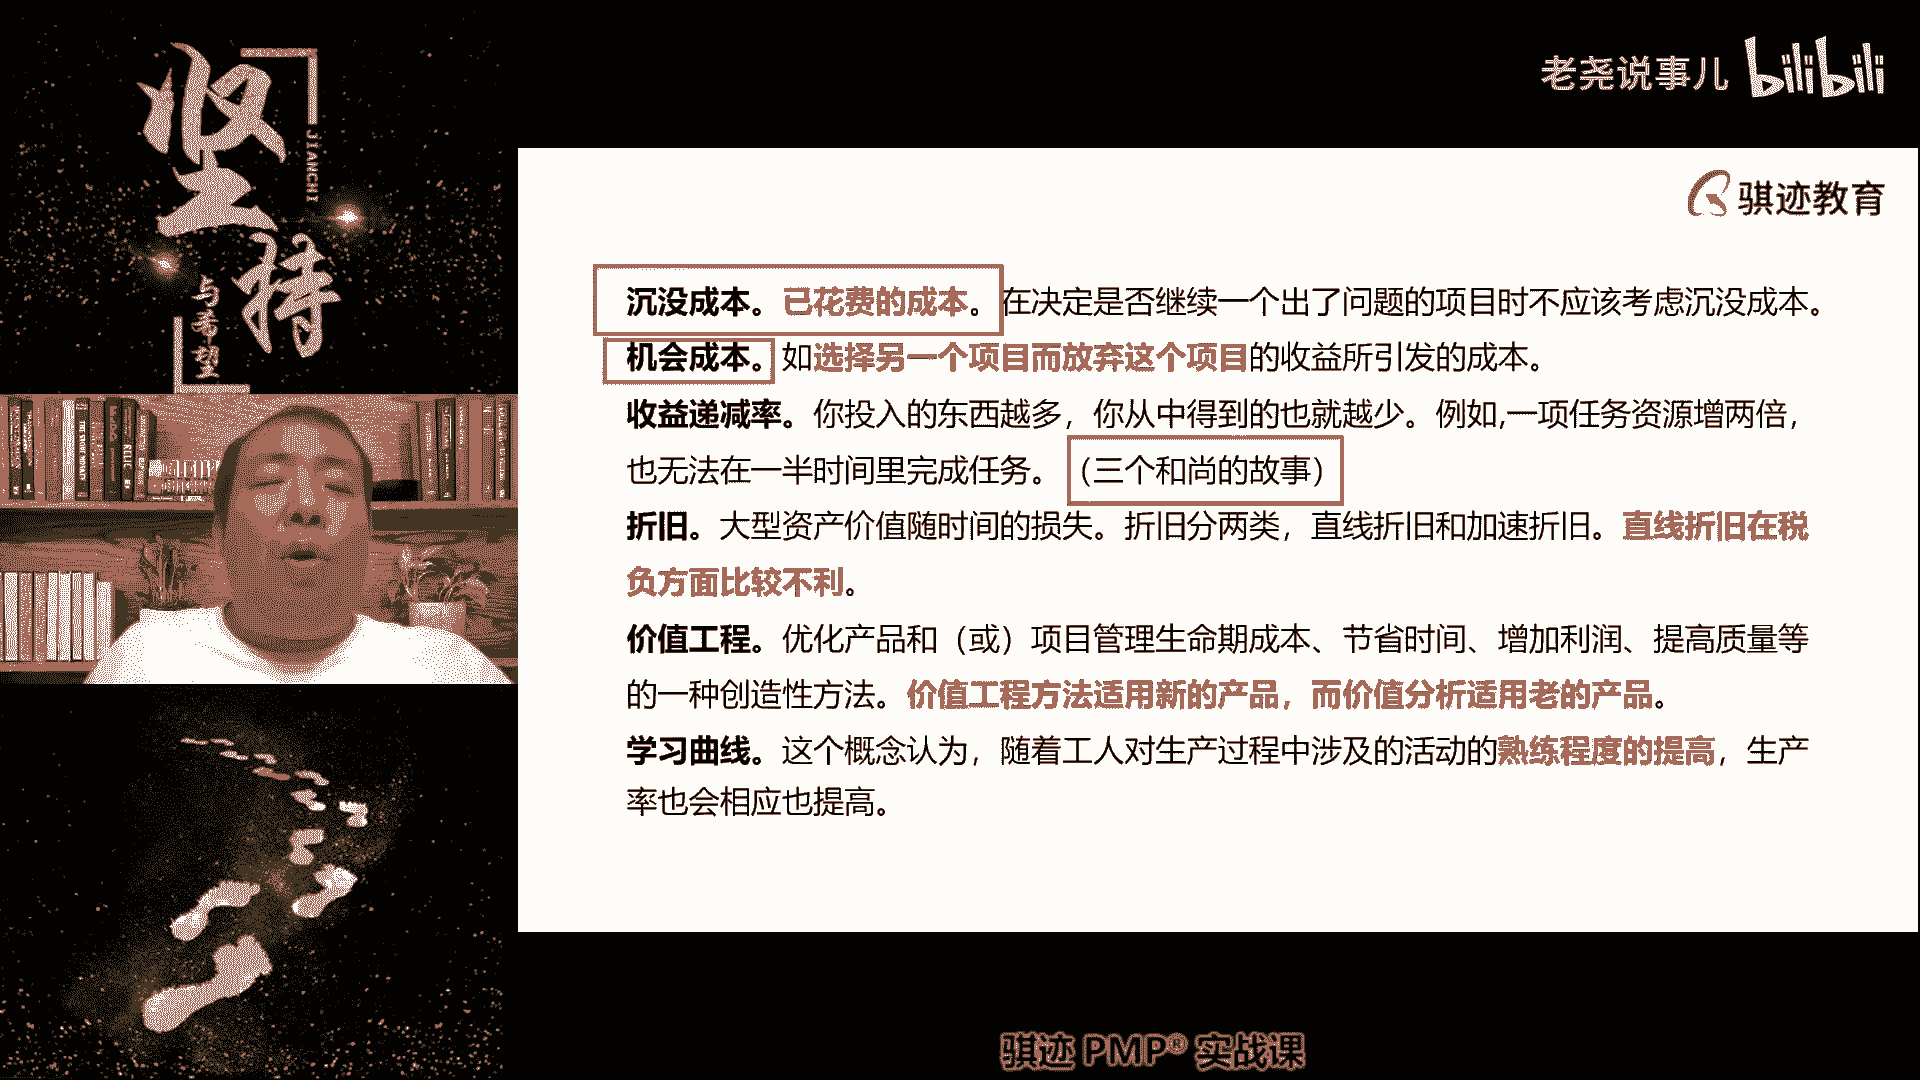 坚持
JIANCHI
与希望
老尧说事儿 bilibili
骐迹教育
沉没成本。已花费的成本。在决定是否继续一个出了问题的项目时不应该考虑沉没成本。
机会成本。如选择另一个项目而放弃这个项目的收益所引发的成本。
收益递减率。你投入的东西越多，你从中得到的也就越少。例如,一项任务资源增两倍，
也无法在一半时间里完成任务。（三个和尚的故事）
折旧。大型资产价值随时间的损失。折旧分两类，直线折旧和加速折旧。直线折旧在税
负方面比较不利。
价值工程。优化产品和（或）项目管理生命期成本、节省时间、增加利润、提高质量等
的一种创造性方法。价值工程方法适用新的产品，而价值分析适用老的产品。
学习曲线。这个概念认为，随着工人对生产过程中涉及的活动的熟练程度的提高，生产
率也会相应也提高。
骐迹 PMP® 实战课